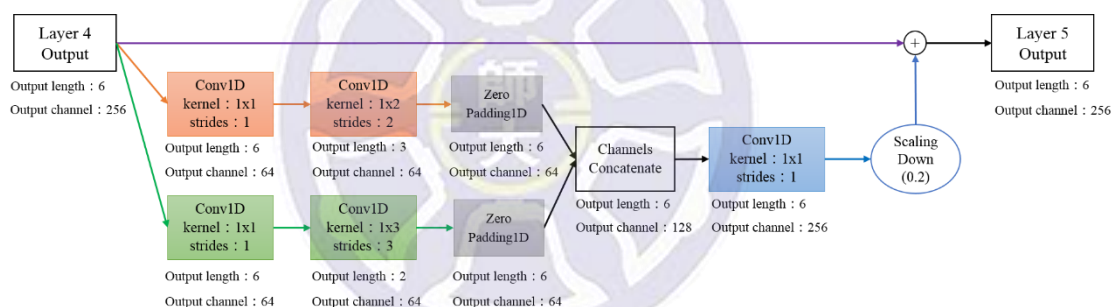 Layer 4
Output
Output length：6
Output channel：256
Conv1D
kernel：1x1
strides：1
Output length：6
Output channel：64
Conv1D
kernel：1x2
strides：2
Output length：3
Output channel：64
Zero
Padding1D
Output length：6
Output channel：64
Conv1D
kernel：1x1
strides：1
Output length：6
Output channel：64
Conv1D
kernel：1x3
strides：3
Output length：2
Output channel：64
Zero
Padding1D
Output length：6
Output channel：64
Channels
Concatenate
Output length：6
Output channel：128
Conv1D
kernel：1x1
strides：1
Output length：6
Output channel：256
Scaling
Down
(0.2)
+
Layer 5
Output
Output length：6
Output channel：256
師
大